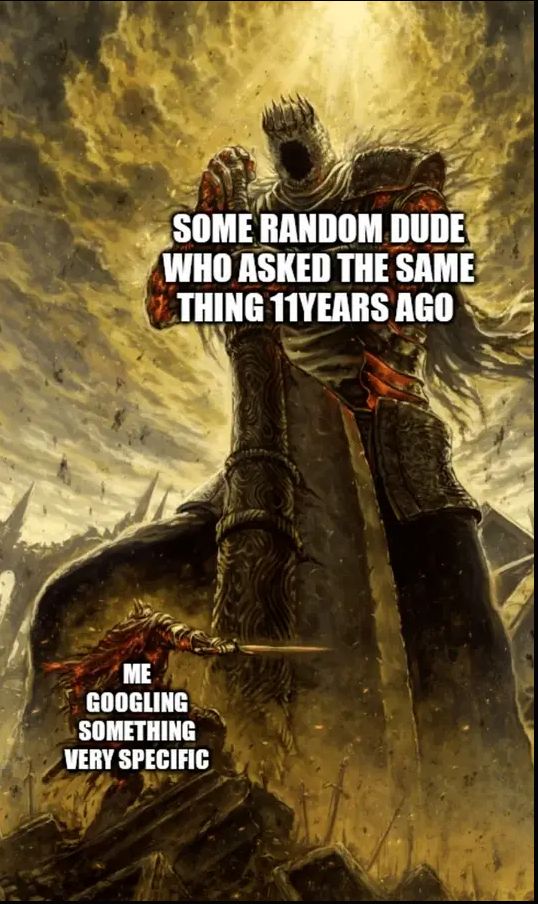 SOME RANDOM DUDE
WHO ASKED THE SAME
THING 11YEARS AGO
ME
GOOGLING
SOMETHING
VERY SPECIFIC